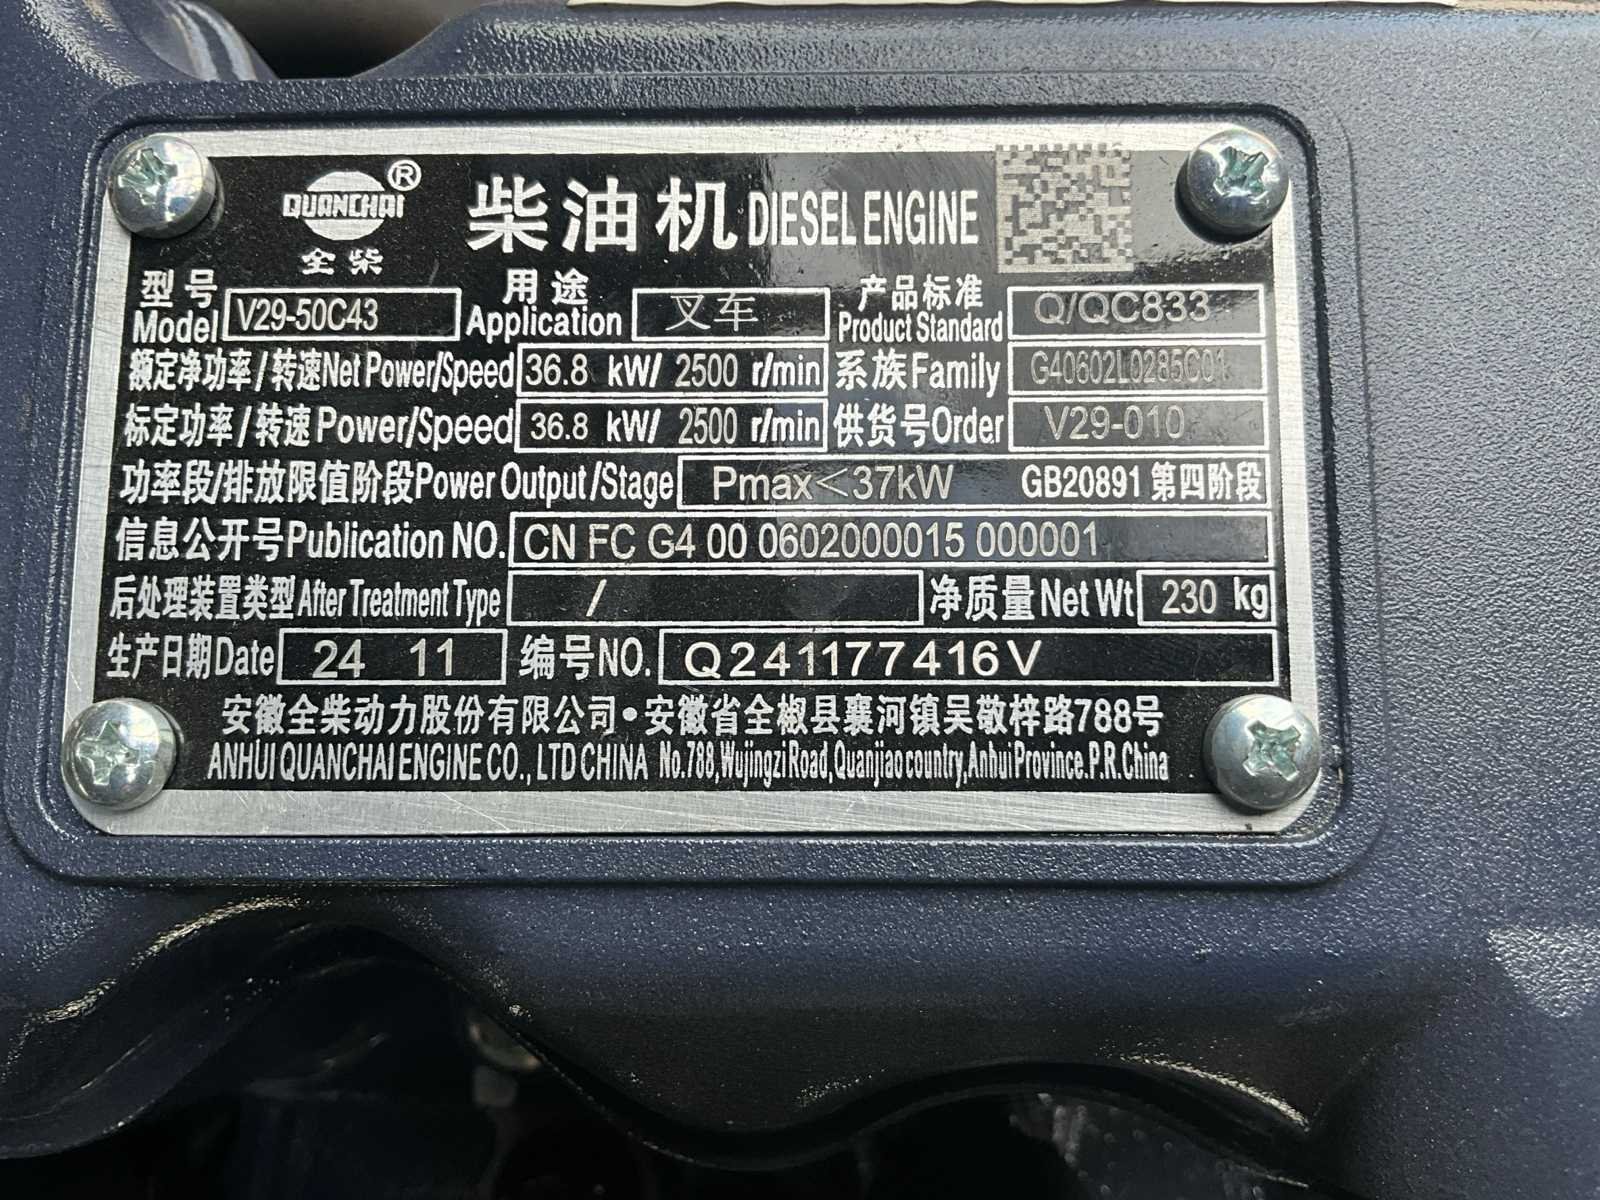 QUANCHAI ®
全柴
柴油机 DIESEL ENGINE
型号 Model V29-50C43 用途 Application 叉车 产品标准 Product Standard Q/QC833
额定净功率/转速 Net Power/Speed 36.8 kW/ 2500 r/min 系族 Family G40602L0285C01
标定功率/转速 Power/Speed 36.8 kW/ 2500 r/min 供货号 Order V29-010
功率段/排放限值阶段 Power Output/Stage Pmax<37kW GB20891 第四阶段
信息公开号 Publication NO. CN FC G4 00 0602000015 000001
后处理装置类型 After Treatment Type / 净质量 Net Wt 230 kg
生产日期 Date 24 11 编号 NO. Q241177416V
安徽全柴动力股份有限公司·安徽省全椒县襄河镇吴敬梓路788号
ANHUI QUANCHAI ENGINE CO., LTD CHINA No.788,Wujingzi Road,Quanjiao country,Anhui Province.P.R.China